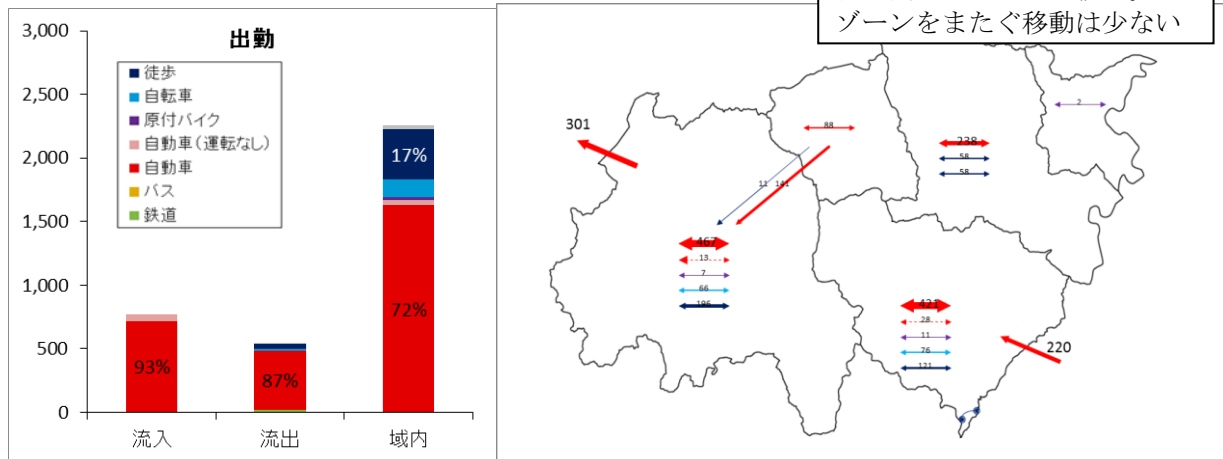 ゾーンをまたぐ移動は少ない
出勤
3,000
2,500
2,000
1,500
1,000
500
0
徒歩
自転車
原付バイク
自動車(運転なし)
自動車
バス
鉄道
93%
87%
17%
72%
流入
流出
域内
301
88
11 141
467
13
7
66
196
238
58
58
2
421
28
11
76
121
220